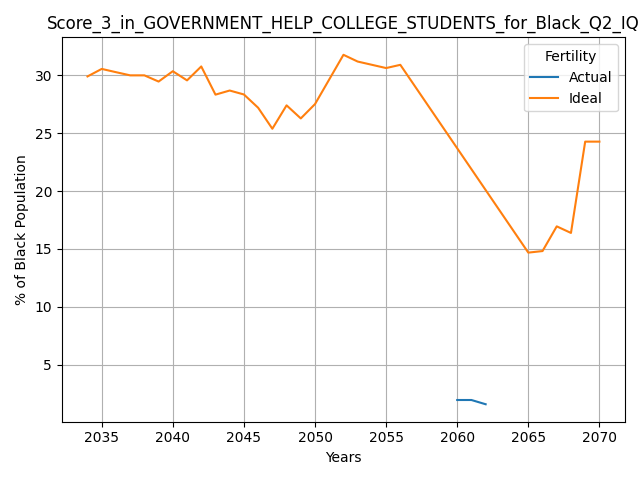 Score_3_in_GOVERNMENT_HELP_COLLEGE_STUDENTS_for_Black_Q2_IQ
Fertility
Actual
Ideal
% of Black Population
30
25
20
15
10
5
2035 2040 2045 2050 2055 2060 2065 2070
Years